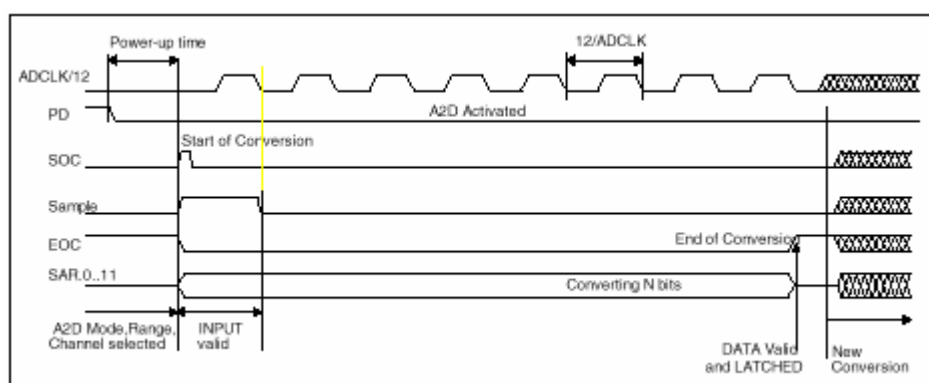 Power-up time
12/ADCLK
ADCLK/12
PD
A2D Activated
Start of Conversion
SOC
Sample
EOC
End of Conversion
SAR.0..11
Converting N bits
A2D Mode,Range,
Channel selected
INPUT
valid
DATA Valid
and LATCHED
New
Conversion